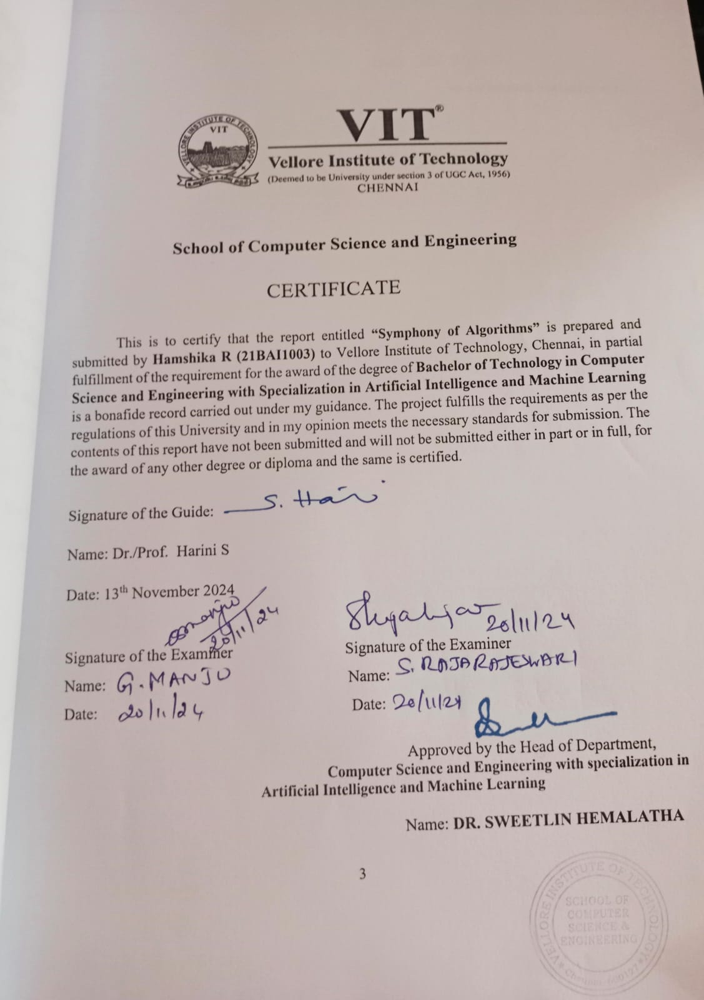 VELLORE INSTITUTE OF TECHNOLOGY
VIT
VIT®
Vellore Institute of Technology
(Deemed to be University under section 3 of UGC Act, 1956)
CHENNAI
School of Computer Science and Engineering
CERTIFICATE
This is to certify that the report entitled “Symphony of Algorithms” is prepared and
submitted by Hamshika R (21BAI1003) to Vellore Institute of Technology, Chennai, in partial
fulfillment of the requirement for the award of the degree of Bachelor of Technology in Computer
Science and Engineering with Specialization in Artificial Intelligence and Machine Learning
is a bonafide record carried out under my guidance. The project fulfills the requirements as per the
regulations of this University and in my opinion meets the necessary standards for submission. The
contents of this report have not been submitted and will not be submitted either in part or in full, for
the award of any other degree or diploma and the same is certified.
Signature of the Guide: S. Hari
Name: Dr./Prof. Harini S
Date: 13th November 2024
20/11/24
20/11/24
Signature of the Examiner
Signature of the Examiner
Name: G. MANJU
Name: S. RAJARAJESWARI
Date: 20/11/24
Date: 20/11/24
Approved by the Head of Department,
Computer Science and Engineering with specialization in
Artificial Intelligence and Machine Learning
Name: DR. SWEETLIN HEMALATHA
3
VELLORE INSTITUTE OF TECHNOLOGY
SCHOOL OF
COMPUTER
SCIENCE &
ENGINEERING
Chennai - 600127